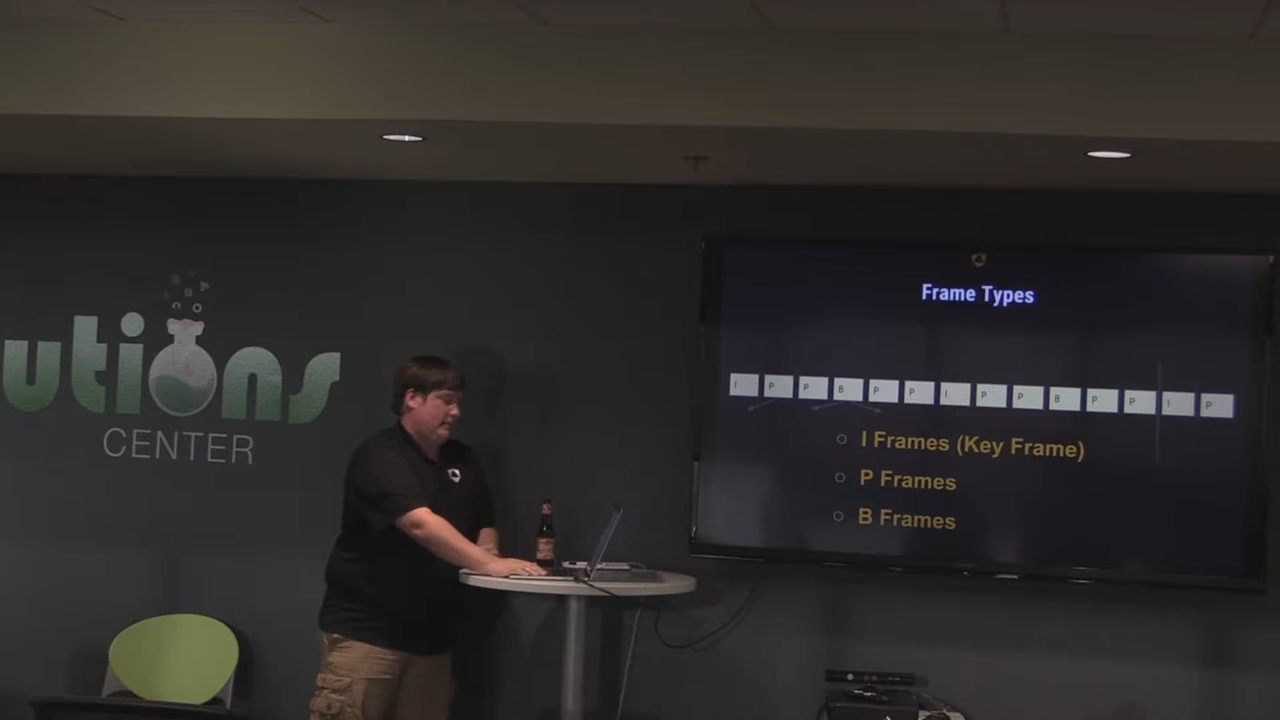 utions
CENTER
Frame Types
I P P B P P I P P B P P I P
I Frames (Key Frame)
P Frames
B Frames